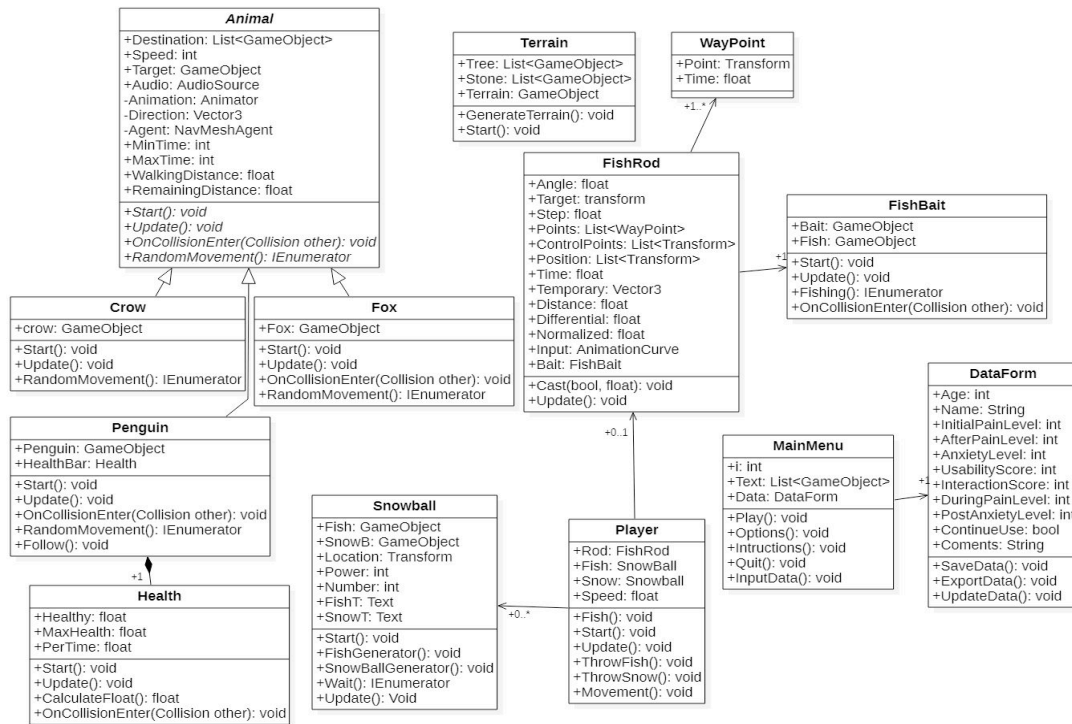 Animal
+Destination: List<GameObject>
+Speed: int
+Target: GameObject
+Audio: AudioSource
-Animation: Animator
-Direction: Vector3
-Agent: NavMeshAgent
+MinTime: int
+MaxTime: int
+WalkingDistance: float
+RemainingDistance: float
+Start(): void
+Update(): void
+OnCollisionEnter(Collision other): void
+RandomMovement(): IEnumerator
Terrain
+Tree: List<GameObject>
+Stone: List<GameObject>
+Terrain: GameObject
+GenerateTerrain(): void
+Start(): void
WayPoint
+Point: Transform
+Time: float
+1..*
FishRod
+Angle: float
+Target: transform
+Step: float
+Points: List<WayPoint>
+ControlPoints: List<Transform>
+Position: List<Transform>
+Time: float
+Temporary: Vector3
+Distance: float
+Differential: float
+Normalized: float
+Input: AnimationCurve
+Bait: FishBait
+Cast(bool, float): void
+Update(): void
+1
FishBait
+Bait: GameObject
+Fish: GameObject
+Start(): void
+Update(): void
+Fishing(): IEnumerator
+OnCollisionEnter(Collision other): void
Crow
+crow: GameObject
+Start(): void
+Update(): void
+RandomMovement(): IEnumerator
Fox
+Fox: GameObject
+Start(): void
+Update(): void
+OnCollisionEnter(Collision other): void
+RandomMovement(): IEnumerator
Penguin
+Penguin: GameObject
+HealthBar: Health
+Start(): void
+Update(): void
+OnCollisionEnter(Collision other): void
+RandomMovement(): IEnumerator
+Follow(): void
+1
Health
+Healthy: float
+MaxHealth: float
+PerTime: float
+Start(): void
+Update(): void
+CalculateFloat(): float
+OnCollisionEnter(Collision other): void
Snowball
+Fish: GameObject
+SnowB: GameObject
+Location: Transform
+Power: int
+Number: int
+FishT: Text
+SnowT: Text
+Start(): void
+FishGenerator(): void
+SnowBallGenerator(): void
+Wait(): IEnumerator
+Update(): Void
+0..*
+0..1
Player
+Rod: FishRod
+Fish: SnowBall
+Snow: Snowball
+Speed: float
+Fish(): void
+Start(): void
+Update(): void
+ThrowFish(): void
+ThrowSnow(): void
+Movement(): void
MainMenu
+i: int
+Text: List<GameObject>
+Data: DataForm
+Play(): void
+Options(): void
+Intructions(): void
+Quit(): void
+InputData(): void
+1
DataForm
+Age: int
+Name: String
+InitialPainLevel: int
+AfterPainLevel: int
+AnxietyLevel: int
+UsabilityScore: int
+InteractionScore: int
+DuringPainLevel: int
+PostAnxietyLevel: int
+ContinueUse: bool
+Coments: String
+SaveData(): void
+ExportData(): void
+UpdateData(): void